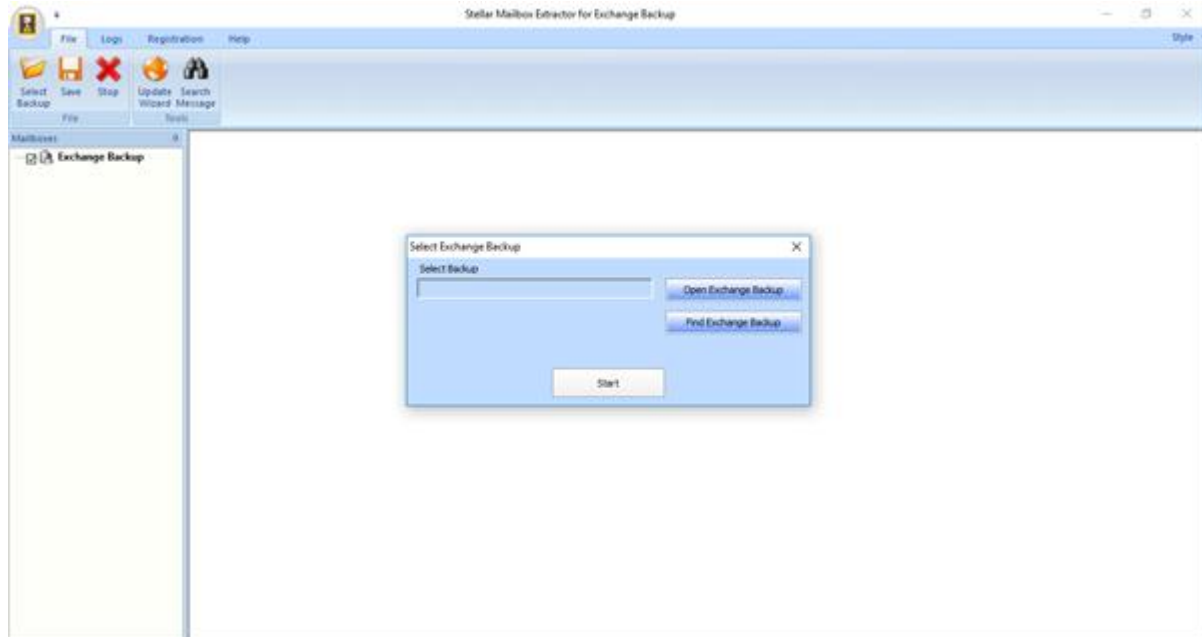 Stellar Mailbox Extractor for Exchange Backup
File Logs Registration Help Style
Select Save Stop Update Search
Backup Wizard Message
File Tools
Mailboxes
Exchange Backup
Select Exchange Backup
Select Backup
Open Exchange Backup
Find Exchange Backup
Start